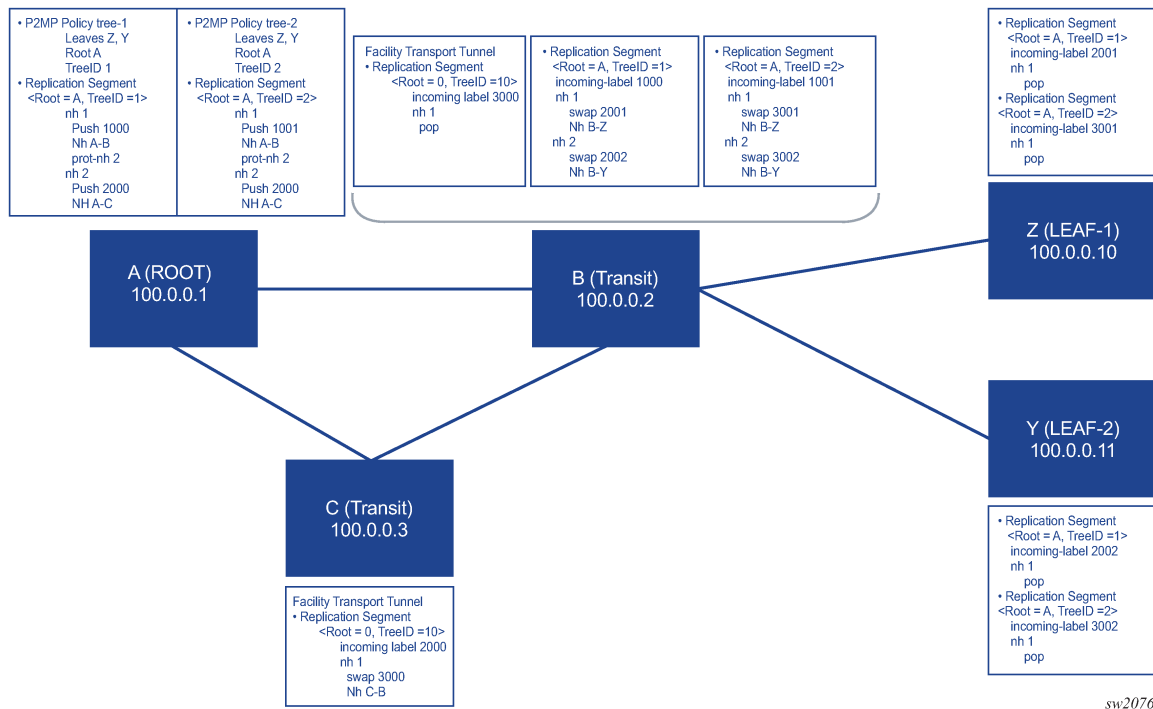 • P2MP Policy tree-1
Leaves Z, Y
Root A
TreeID 1
• Replication Segment
<Root = A, TreeID =1>
nh 1
Push 1000
Nh A-B
prot-nh 2
nh 2
Push 2000
NH A-C
• P2MP Policy tree-2
Leaves Z, Y
Root A
TreeID 2
• Replication Segment
<Root = A, TreeID =2>
nh 1
Push 1001
Nh A-B
prot-nh 2
nh 2
Push 2000
NH A-C
Facility Transport Tunnel
• Replication Segment
<Root = 0, TreeID =10>
incoming label 3000
nh 1
pop
• Replication Segment
<Root = A, TreeID =1>
incoming-label 1000
nh 1
swap 2001
Nh B-Z
nh 2
swap 2002
Nh B-Y
• Replication Segment
<Root = A, TreeID =2>
incoming-label 1001
nh 1
swap 3001
Nh B-Z
nh 2
swap 3002
Nh B-Y
• Replication Segment
<Root = A, TreeID =1>
incoming-label 2001
nh 1
pop
• Replication Segment
<Root = A, TreeID =2>
incoming-label 3001
nh 1
pop
A (ROOT)
100.0.0.1
B (Transit)
100.0.0.2
Z (LEAF-1)
100.0.0.10
Y (LEAF-2)
100.0.0.11
C (Transit)
100.0.0.3
Facility Transport Tunnel
• Replication Segment
<Root = 0, TreeID =10>
incoming label 2000
nh 1
swap 3000
Nh C-B
• Replication Segment
<Root = A, TreeID =1>
incoming-label 2002
nh 1
pop
• Replication Segment
<Root = A, TreeID =2>
incoming-label 3002
nh 1
pop
sw2076